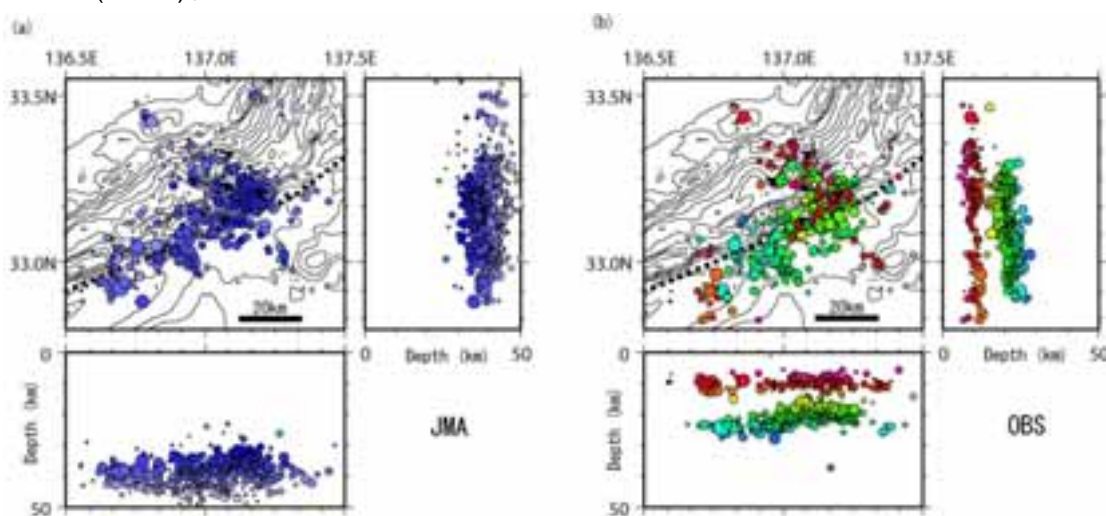 (a)
136.5E 137.0E 137.5E
33.5N
33.0N
20km
0 Depth (km) 50
0
Depth (km)
50
JMA
(b)
136.5E 137.0E 137.5E
33.5N
33.0N
20km
0 Depth (km) 50
0
Depth (km)
50
OBS